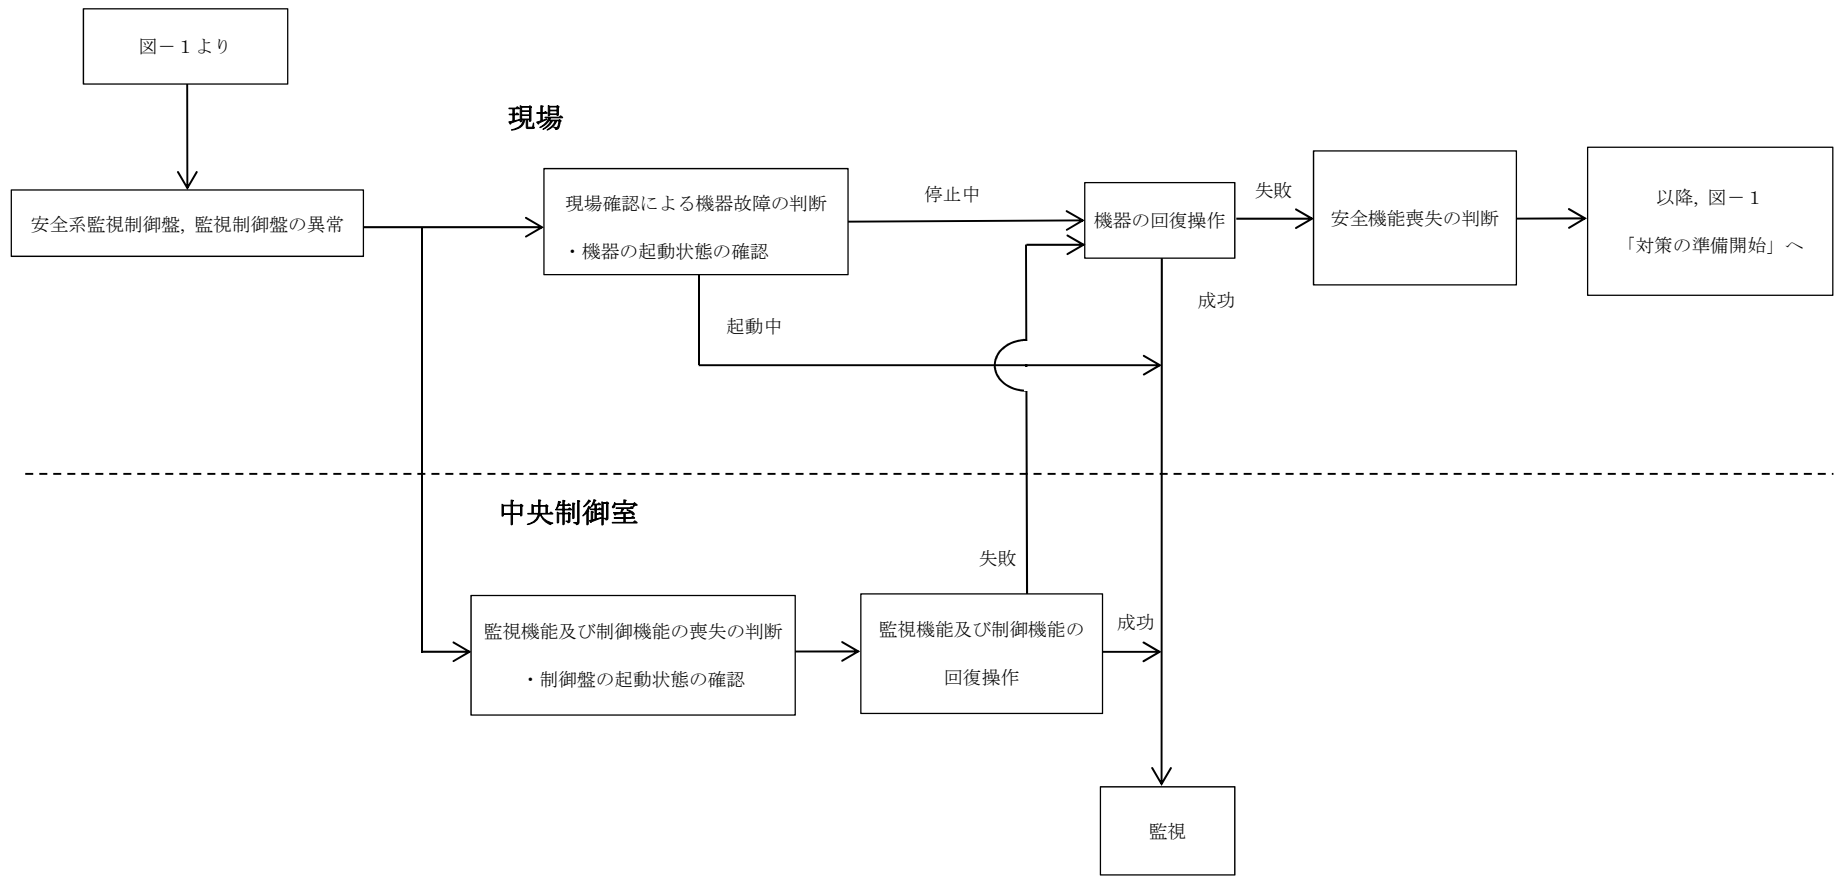 図－１より
現場
安全系監視制御盤, 監視制御盤の異常
現場確認による機器故障の判断
・機器の起動状態の確認
停止中
機器の回復操作
失敗
安全機能喪失の判断
以降, 図－１
「対策の準備開始」へ
成功
起動中
中央制御室
失敗
監視機能及び制御機能の喪失の判断
・制御盤の起動状態の確認
監視機能及び制御機能の
回復操作
成功
監視